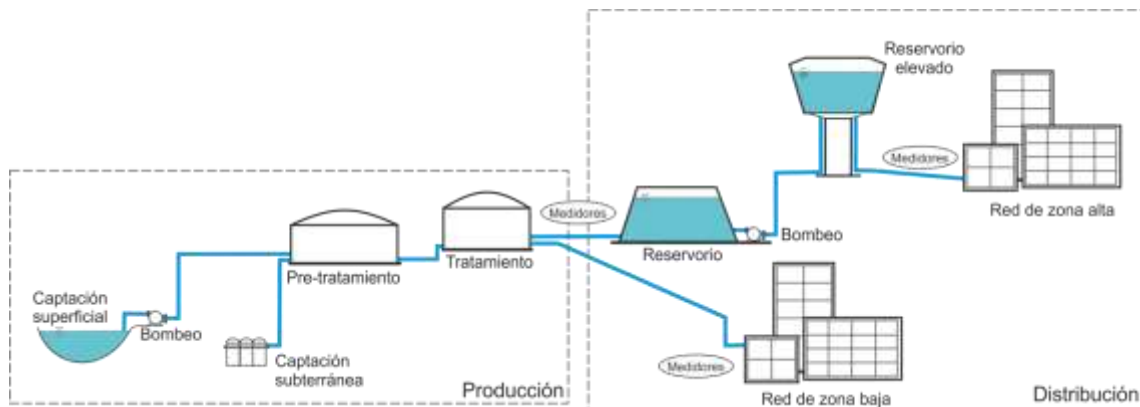 Reservorio
elevado
Medidores
Red de zona alta
Medidores
Reservorio
Bombeo
Tratamiento
Pre-tratamiento
Captación
superficial
Bombeo
Captación
subterránea
Producción
Medidores
Red de zona baja
Distribución